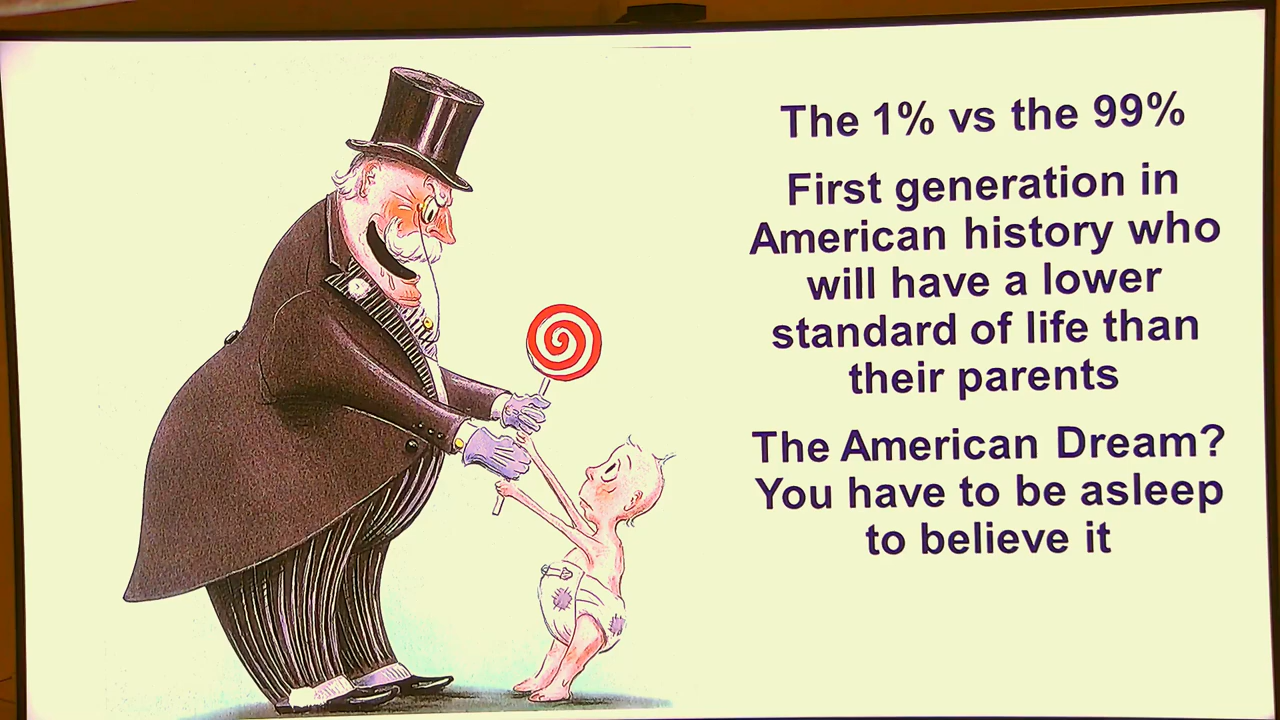 The 1% vs the 99%
First generation in
American history who
will have a lower
standard of life than
their parents
The American Dream?
You have to be asleep
to believe it